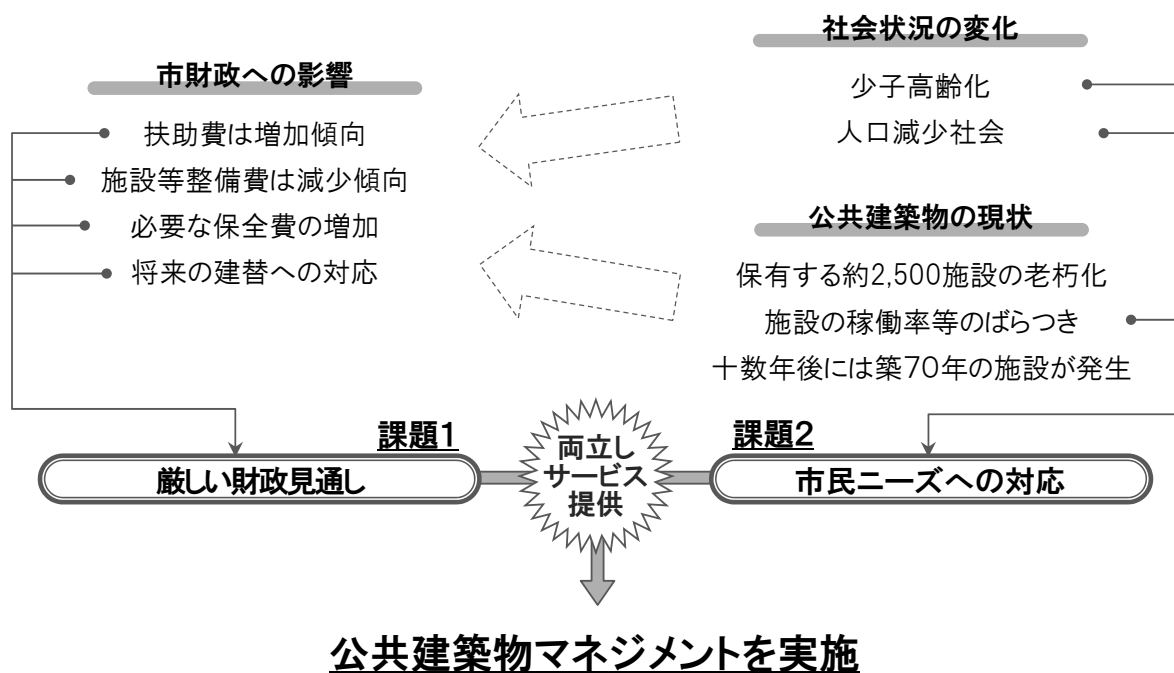 社会状況の変化
少子高齢化
人口減少社会
市財政への影響
扶助費は増加傾向
施設等整備費は減少傾向
必要な保全費の増加
将来の建替への対応
公共建築物の現状
保有する約2,500施設の老朽化
施設の稼働率等のばらつき
十数年後には築70年の施設が発生
課題1
厳しい財政見通し
両立し
サービス
提供
課題2
市民ニーズへの対応
公共建築物マネジメントを実施